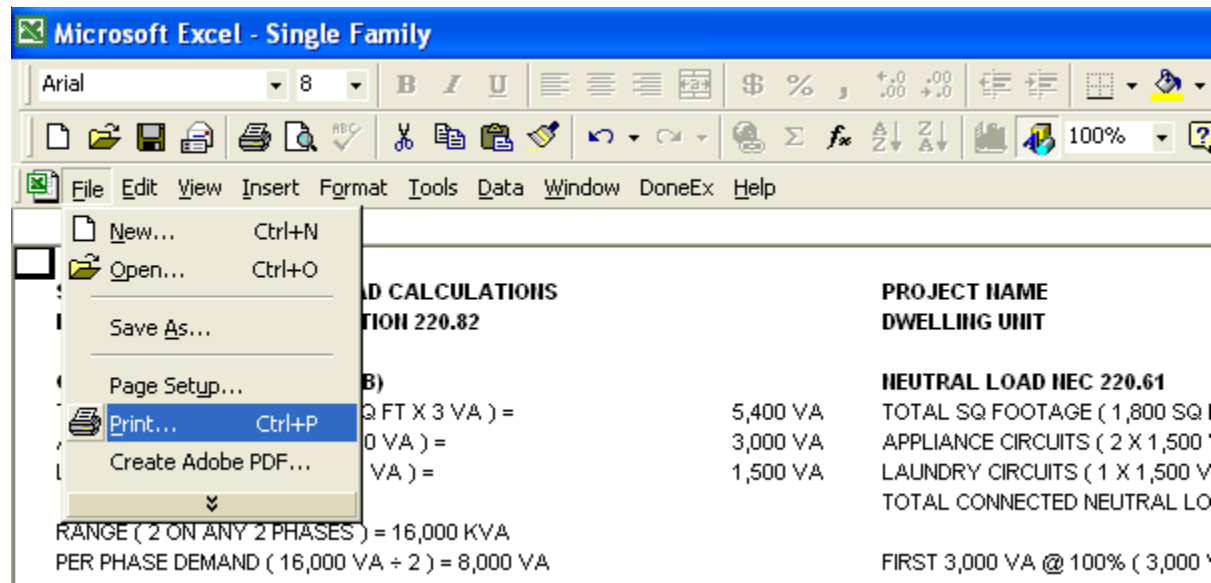 Microsoft Excel - Single Family
Arial 8 B I U $ % , .00 .00 .0
ABC Σ fx A Z Z A 100% ?
File Edit View Insert Format Tools Data Window DoneEx Help
New... Ctrl+N
Open... Ctrl+O
Save As...
Page Setup...
Print... Ctrl+P
Create Adobe PDF...
AD CALCULATIONS PROJECT NAME
TION 220.82 DWELLING UNIT
B) NEUTRAL LOAD NEC 220.61
Q FT X 3 VA ) = 5,400 VA TOTAL SQ FOOTAGE ( 1,800 SQ
0 VA ) = 3,000 VA APPLIANCE CIRCUITS ( 2 X 1,500
VA ) = 1,500 VA LAUNDRY CIRCUITS ( 1 X 1,500 V
TOTAL CONNECTED NEUTRAL LO
RANGE ( 2 ON ANY 2 PHASES ) = 16,000 KVA
PER PHASE DEMAND ( 16,000 VA ÷ 2 ) = 8,000 VA FIRST 3,000 VA @ 100% ( 3,000